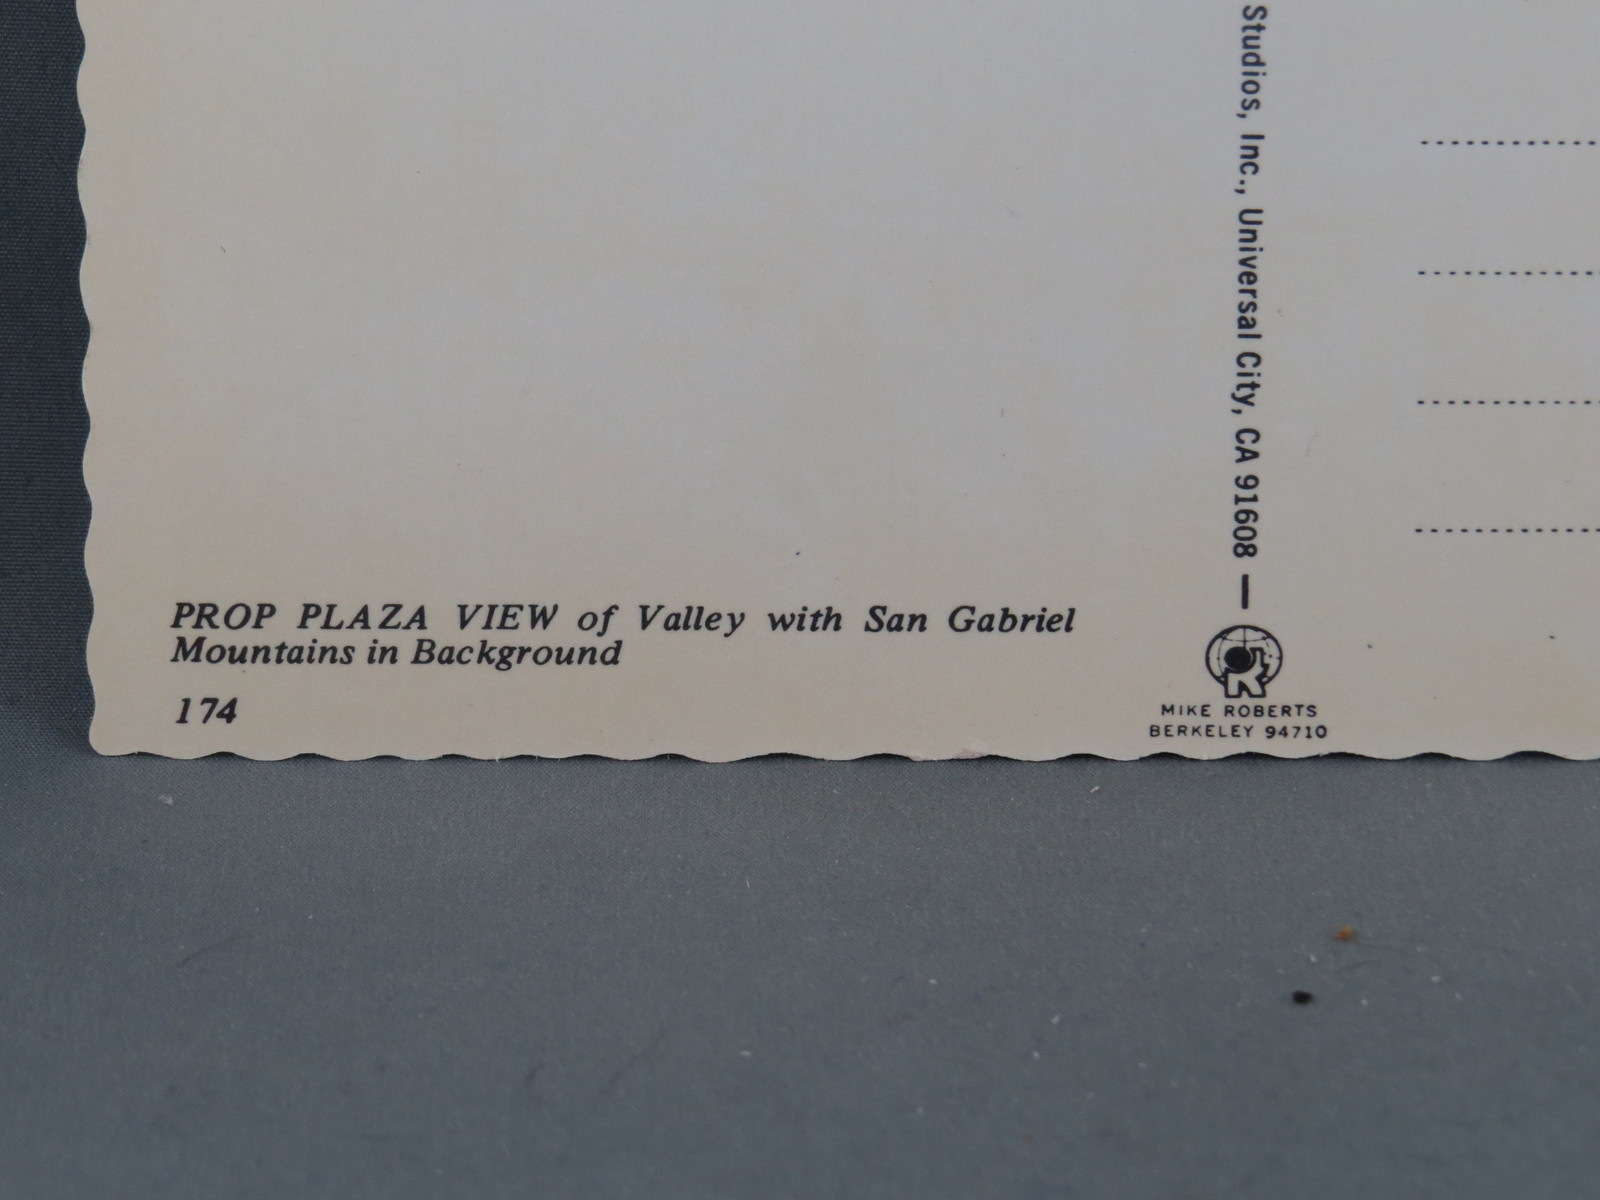 PROP PLAZA VIEW of Valley with San Gabriel
Mountains in Background
174
Studios, Inc., Universal City, CA 91608 —
MIKE ROBERTS
BERKELEY 94710